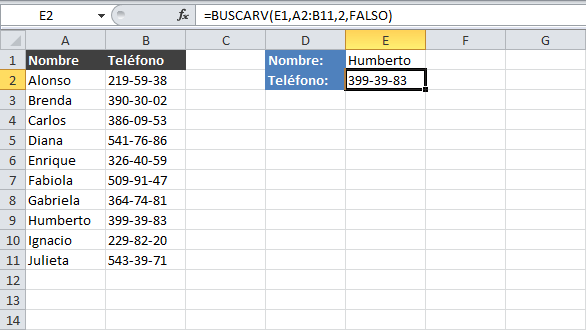 E2 fx =BUSCARV(E1,A2:B11,2,FALSO)
A B C D E F G
1 Nombre Teléfono Nombre: Humberto
2 Alonso 219-59-38 Teléfono: 399-39-83
3 Brenda 390-30-02
4 Carlos 386-09-53
5 Diana 541-76-86
6 Enrique 326-40-59
7 Fabiola 509-91-47
8 Gabriela 364-74-81
9 Humberto 399-39-83
10 Ignacio 229-82-20
11 Julieta 543-39-71
12
13
14